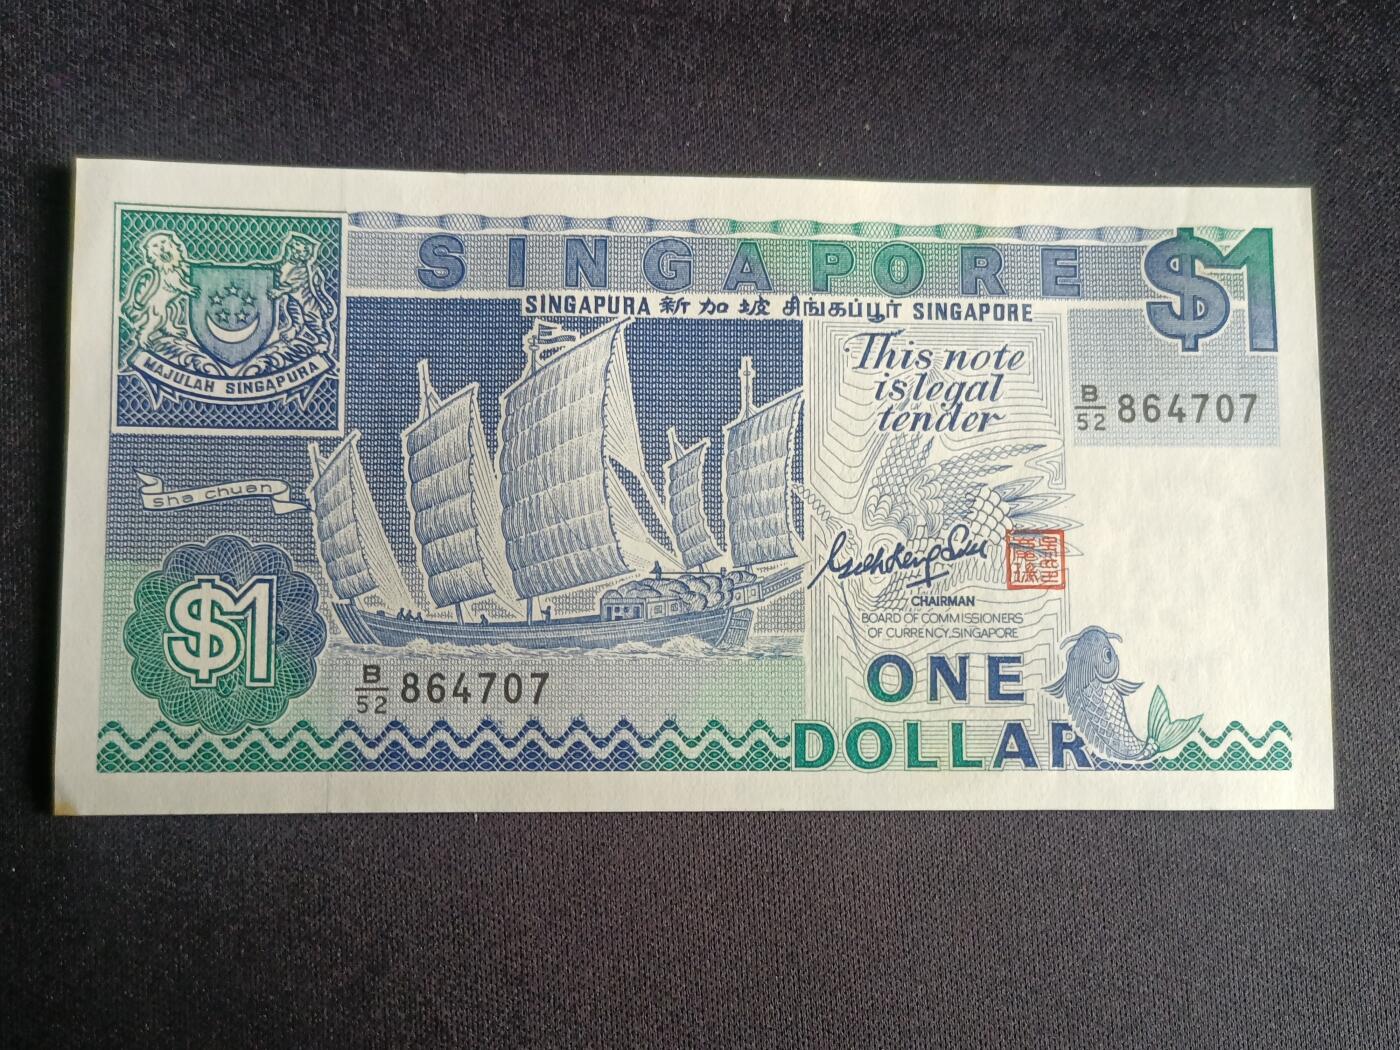 SINGAPORE
$1
SINGAPURA 新加坡 சிங்கப்பூர் SINGAPORE
MAJULAH SINGAPURA
This note
is legal
tender
B/52 864707
Sha Chuan
$1
CHAIRMAN
BOARD OF COMMISSIONERS
OF CURRENCY, SINGAPORE
B/52 864707
ONE
DOLLAR